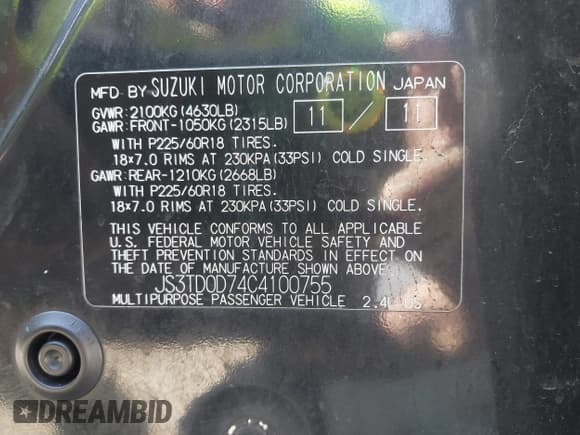 MFD BY SUZUKI MOTOR CORPORATION JAPAN
GVWR:2100KG(4630LB)
GAWR:FRONT-1050KG(2315LB) 11 / 11
WITH P225/60R18 TIRES.
18×7.0 RIMS AT 230KPA(33PSI) COLD SINGLE.
GAWR:REAR-1210KG(2668LB)
WITH P225/60R18 TIRES.
18×7.0 RIMS AT 230KPA(33PSI) COLD SINGLE.
THIS VEHICLE CONFORMS TO ALL APPLICABLE
U.S. FEDERAL MOTOR VEHICLE SAFETY AND
THEFT PREVENTION STANDARDS IN EFFECT ON
THE DATE OF MANUFACTURE SHOWN ABOVE.
JS3TD0D74C4100755
MULTIPURPOSE PASSENGER VEHICLE 2.4L
DREAMBID